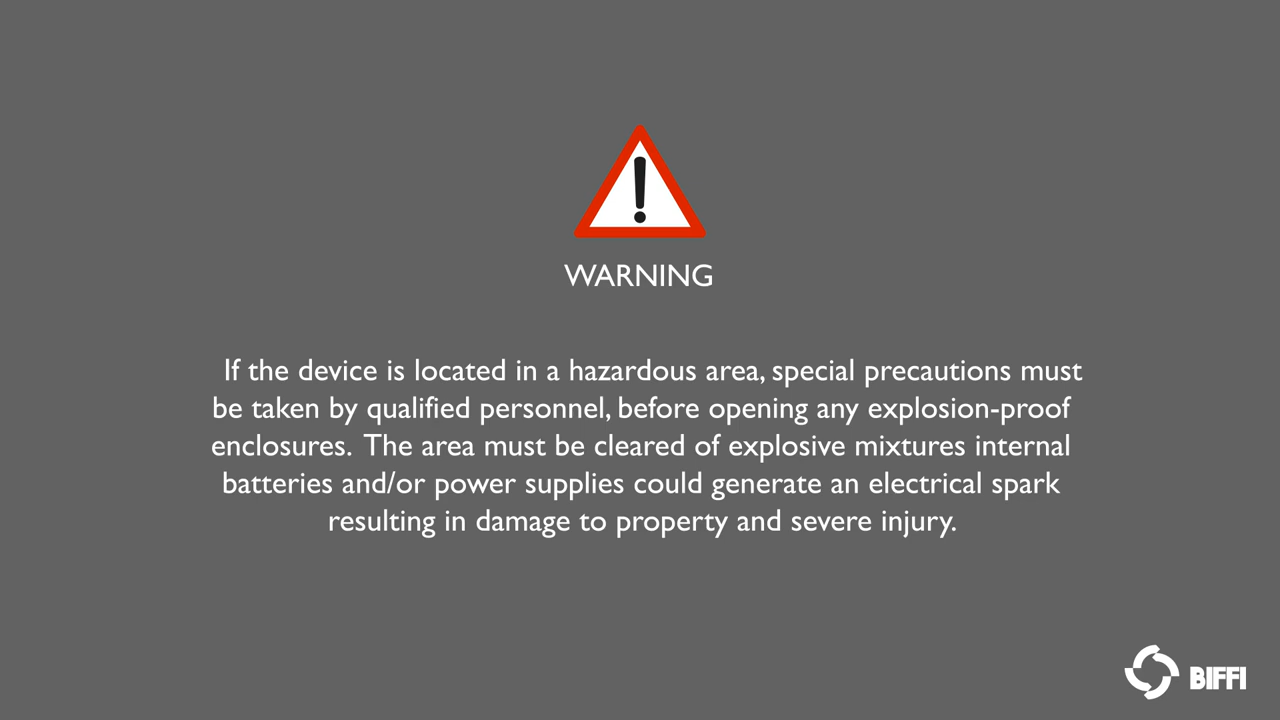 WARNING
If the device is located in a hazardous area, special precautions must
be taken by qualified personnel, before opening any explosion-proof
enclosures. The area must be cleared of explosive mixtures internal
batteries and/or power supplies could generate an electrical spark
resulting in damage to property and severe injury.
BIFFI